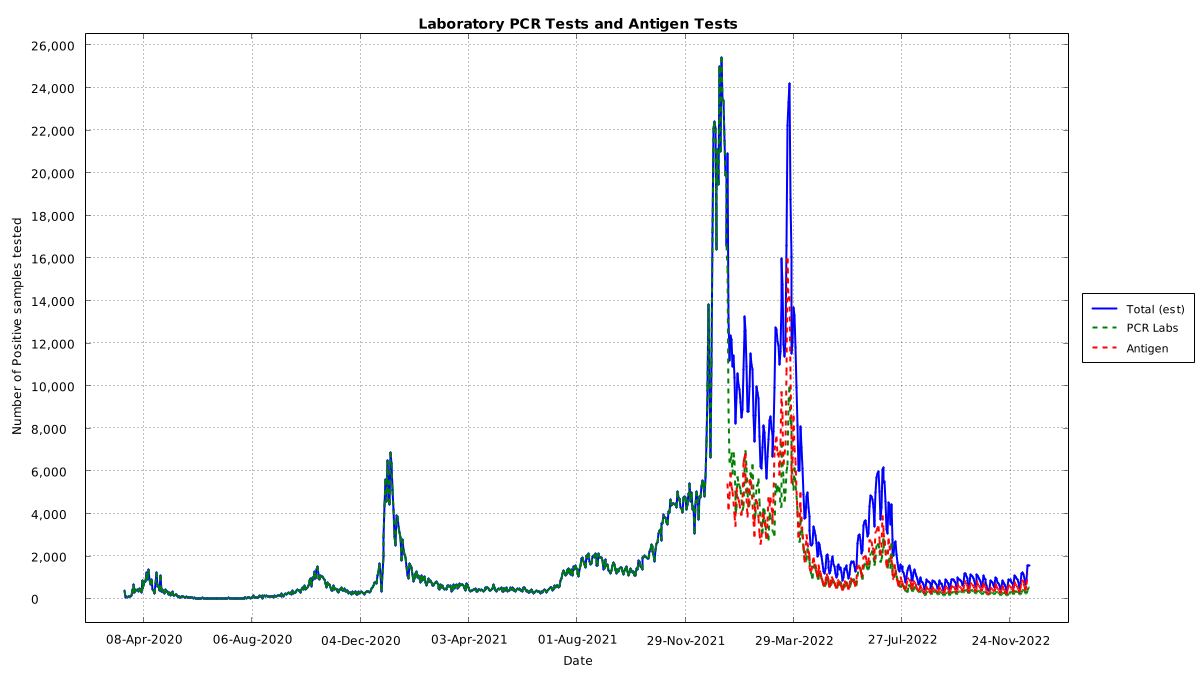 Laboratory PCR Tests and Antigen Tests
Number of Positive samples tested
26,000
24,000
22,000
20,000
18,000
16,000
14,000
12,000
10,000
8,000
6,000
4,000
2,000
0
08-Apr-2020
06-Aug-2020
04-Dec-2020
03-Apr-2021
01-Aug-2021
29-Nov-2021
29-Mar-2022
27-Jul-2022
24-Nov-2022
Date
Total (est)
PCR Labs
Antigen